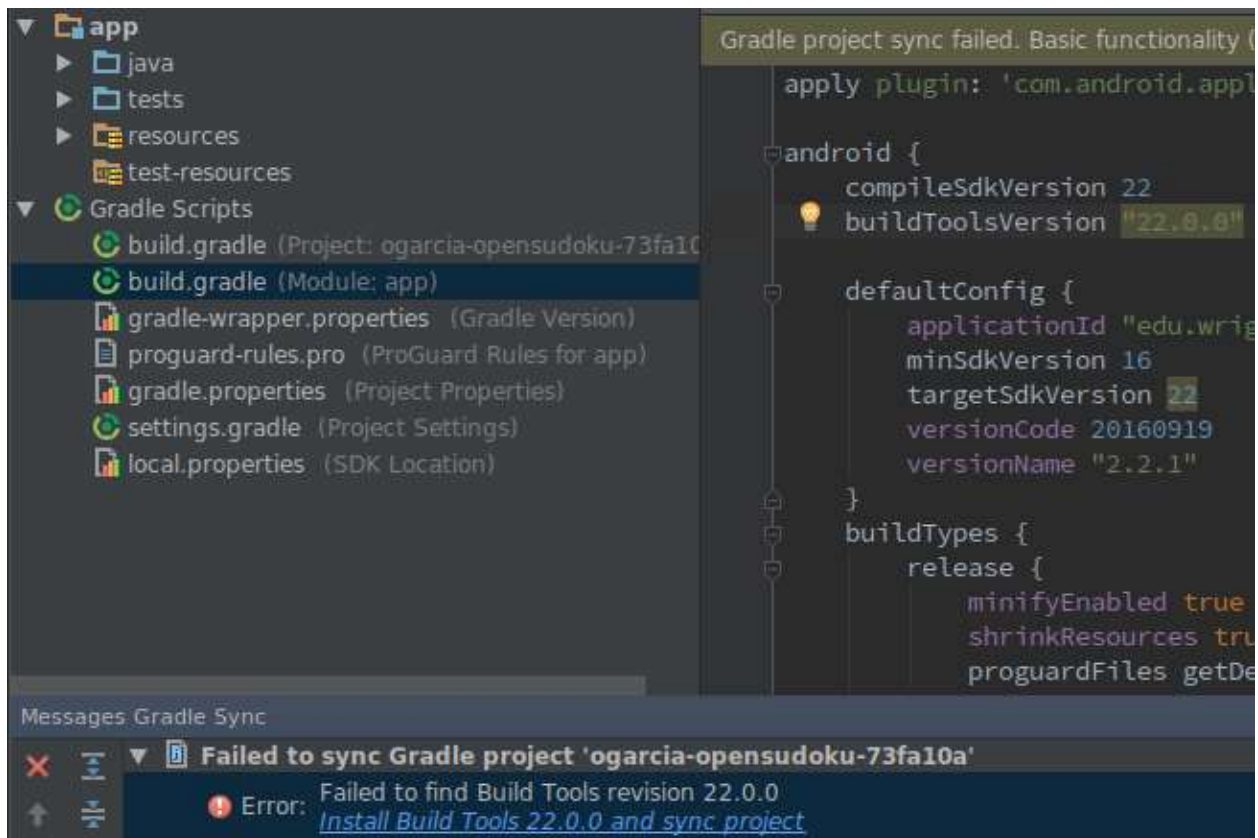 app
java
tests
resources
test-resources
Gradle Scripts
build.gradle (Project: ogarcia-opensudoku-73fa10
build.gradle (Module: app)
gradle-wrapper.properties (Gradle Version)
proguard-rules.pro (ProGuard Rules for app)
gradle.properties (Project Properties)
settings.gradle (Project Settings)
local.properties (SDK Location)
Gradle project sync failed. Basic functionality (
apply plugin: 'com.android.appl
android {
compileSdkVersion 22
buildToolsVersion "22.0.0"
defaultConfig {
applicationId "edu.wrig
minSdkVersion 16
targetSdkVersion 22
versionCode 20160919
versionName "2.2.1"
}
buildTypes {
release {
minifyEnabled true
shrinkResources tru
proguardFiles getDe
Messages Gradle Sync
Failed to sync Gradle project 'ogarcia-opensudoku-73fa10a'
Error: Failed to find Build Tools revision 22.0.0
Install Build Tools 22.0.0 and sync project